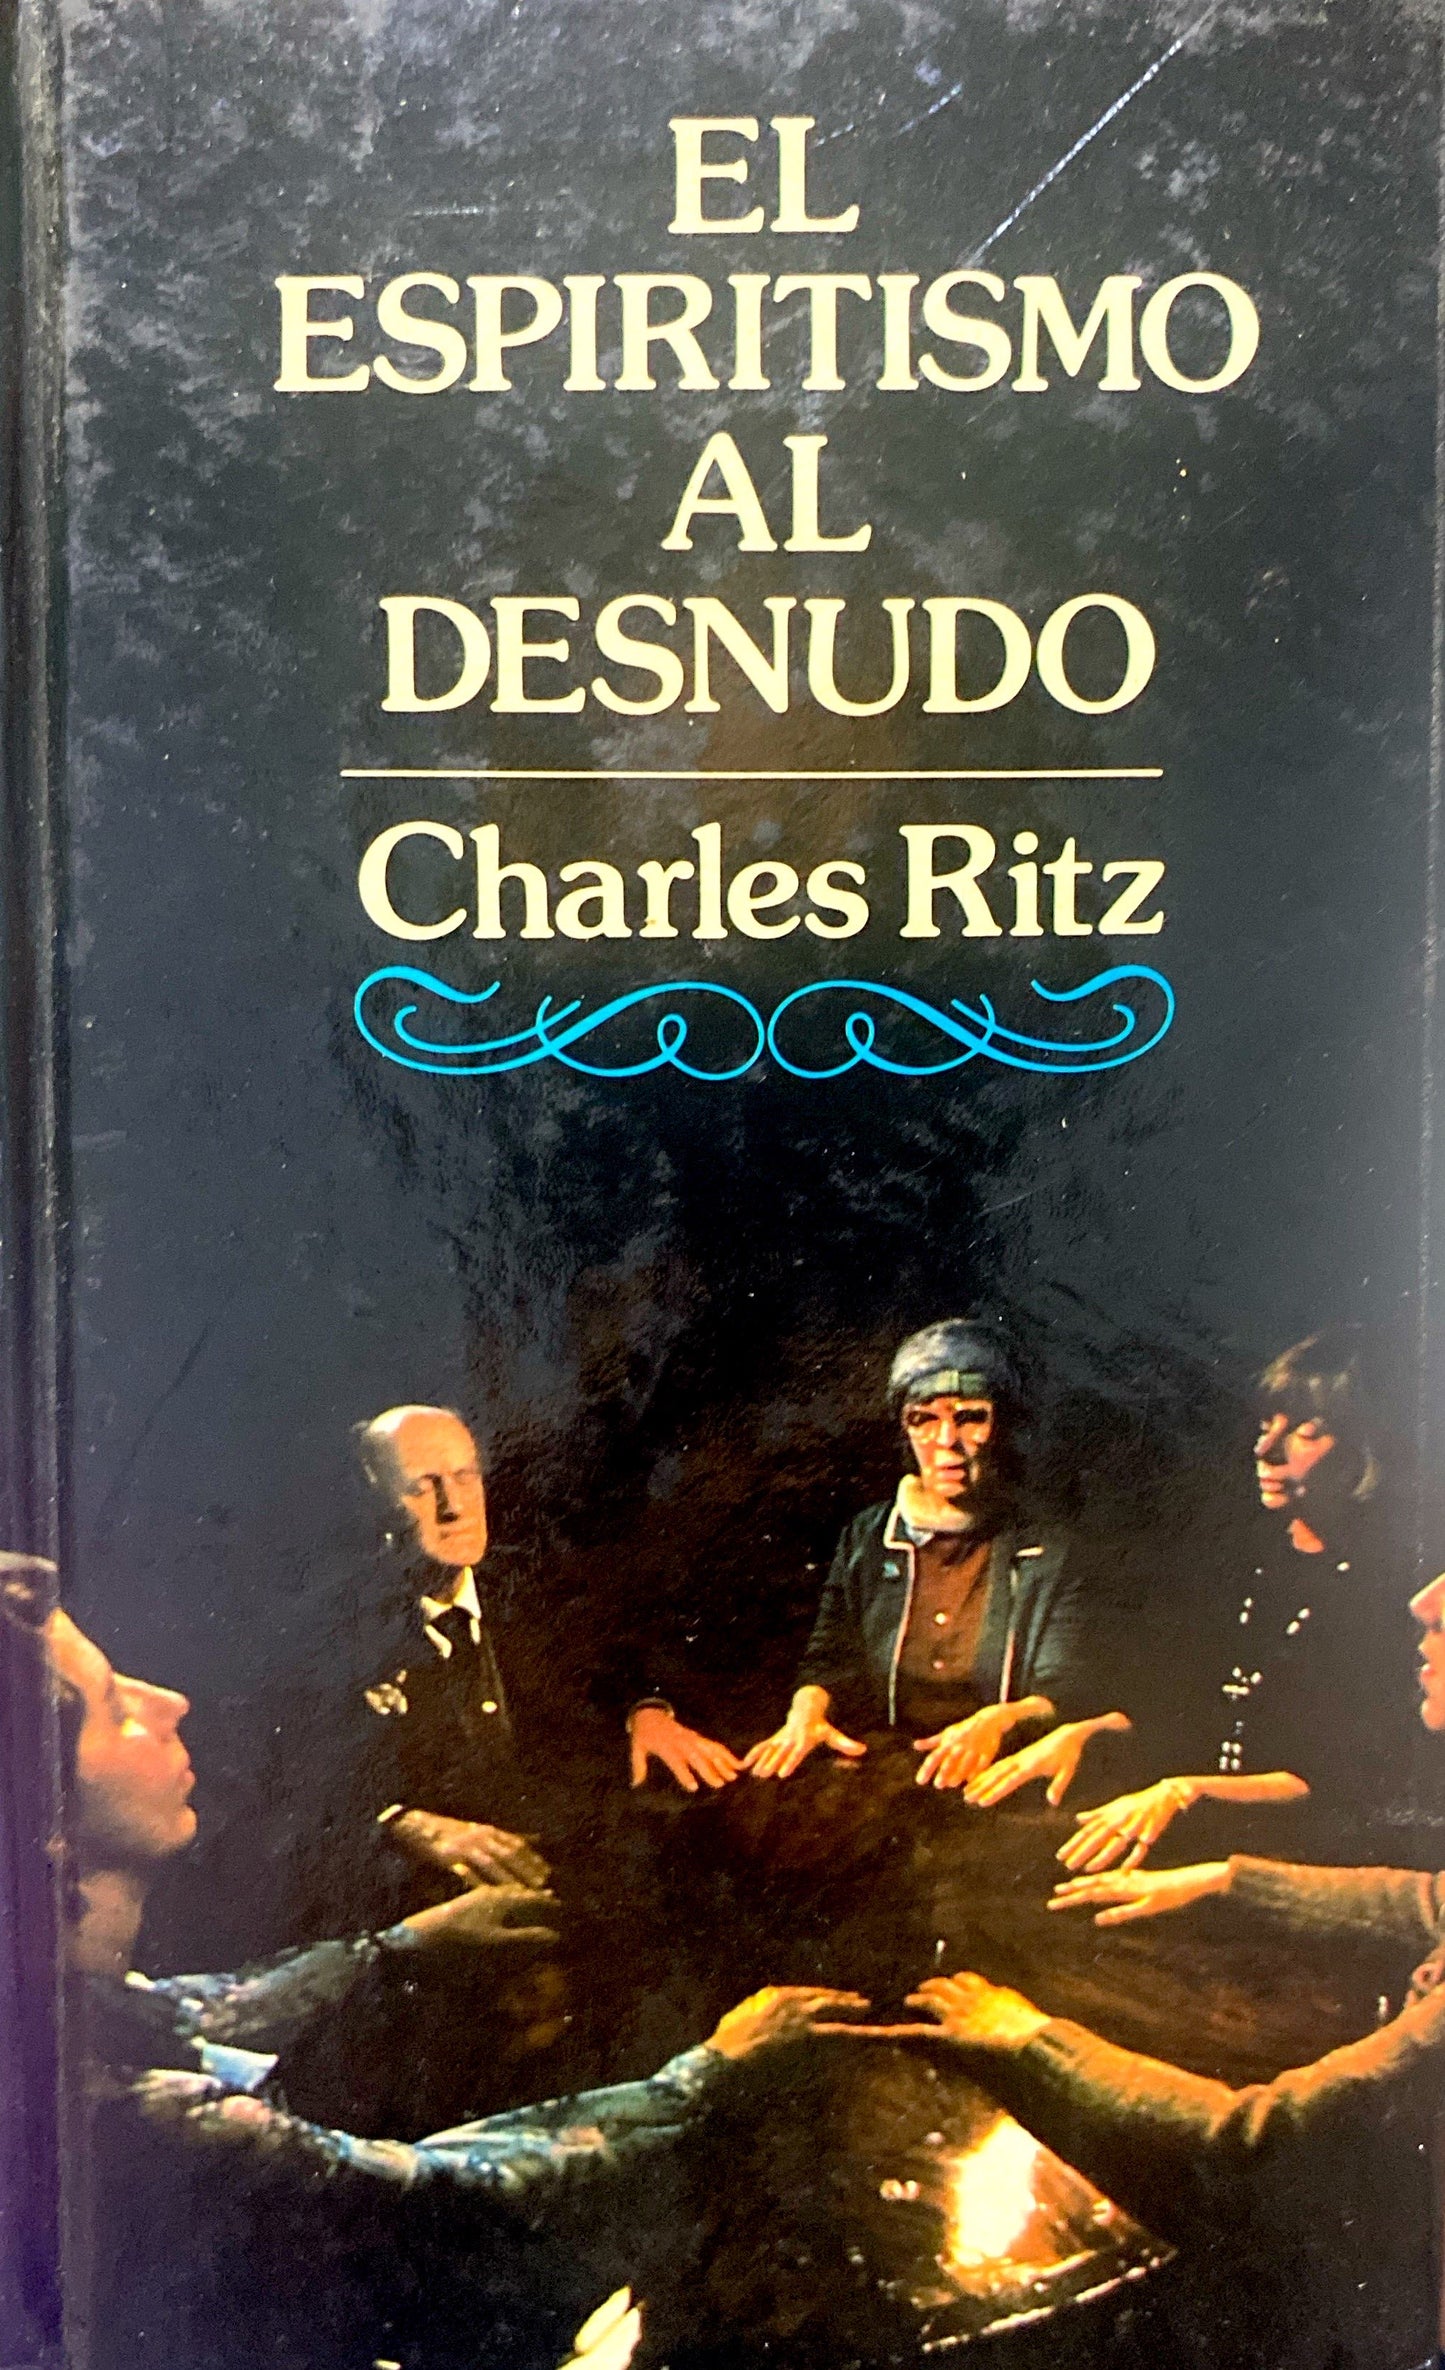 EL
ESPIRITISMO
AL
DESNUDO
Charles Ritz